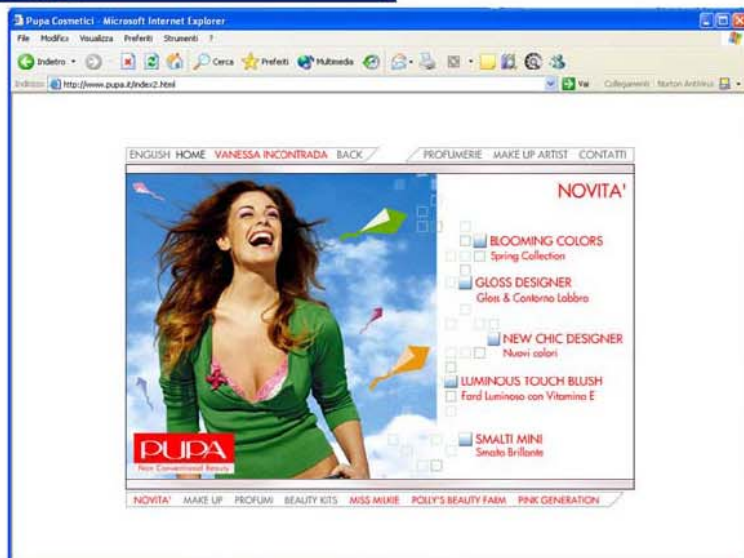 Pupa Cosmetici - Microsoft Internet Explorer
File Modifica Visualizza Preferiti Strumenti ?
Indietro Cerca Preferiti Multimedia
Indirizzo http://www.pupa.it/index2.html Vai Collegamenti Norton AntiVirus
ENGLISH HOME VANESSA INCONTRADA BACK PROFUMERIE MAKE UP ARTIST CONTATTI
NOVITA'
BLOOMING COLORS
Spring Collection
GLOSS DESIGNER
Gloss & Contorno Labbra
NEW CHIC DESIGNER
Nuovi colori
LUMINOUS TOUCH BLUSH
Fard Luminoso con Vitamina E
SMALTI MINI
Smalto Brillante
PUPA
Non Conventional Beauty
NOVITA' MAKE UP PROFUMI BEAUTY KITS MISS MILKIE POLLY'S BEAUTY FARM PINK GENERATION